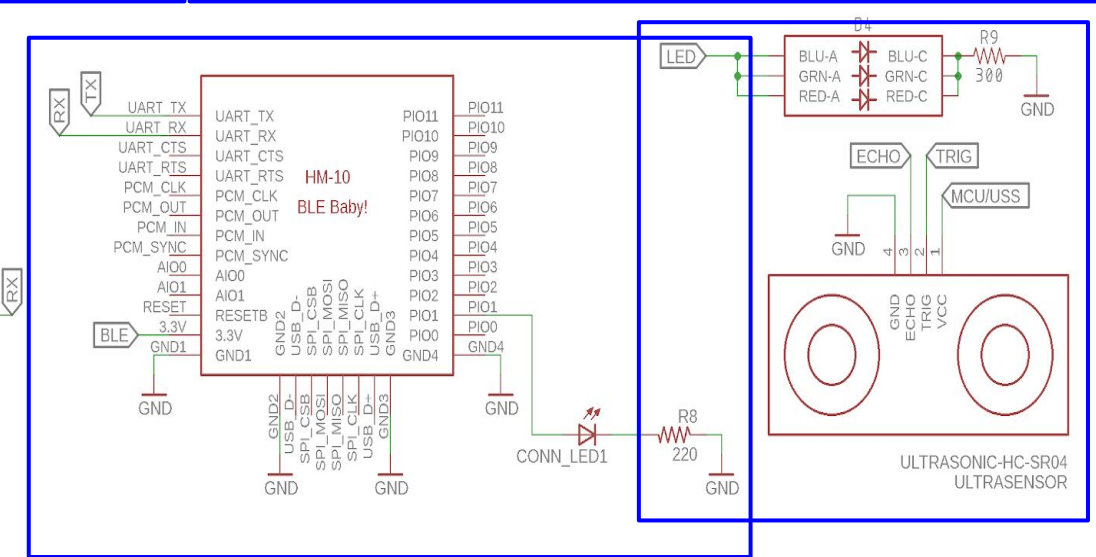 TX
RX
UART_TX
UART_RX
UART_CTS
UART_RTS
PCM_CLK
PCM_OUT
PCM_IN
PCM_SYNC
AIO0
AIO1
RESET
3.3V
GND1
RX
BLE
GND
UART_TX
UART_RX
UART_CTS
UART_RTS
PCM_CLK
PCM_OUT
PCM_IN
PCM_SYNC
AIO0
AIO1
RESETB
3.3V
GND1
HM-10
BLE Baby!
GND2
USB_D-
SPI_CSB
SPI_MOSI
SPI_MISO
SPI_CLK
USB_D+
GND3
PIO11
PIO10
PIO9
PIO8
PIO7
PIO6
PIO5
PIO4
PIO3
PIO2
PIO1
PIO0
GND4
PIO11
PIO10
PIO9
PIO8
PIO7
PIO6
PIO5
PIO4
PIO3
PIO2
PIO1
PIO0
GND4
GND
GND2
USB_D-
SPI_CSB
SPI_MOSI
SPI_MISO
SPI_CLK
USB_D+
GND3
GND
GND
CONN_LED1
R8
220
GND
LED
D4
BLU-A
GRN-A
RED-A
BLU-C
GRN-C
RED-C
R9
300
GND
ECHO
TRIG
MCU/USS
GND
4
3
2
1
GND
ECHO
TRIG
VCC
ULTRASONIC-HC-SR04
ULTRASENSOR